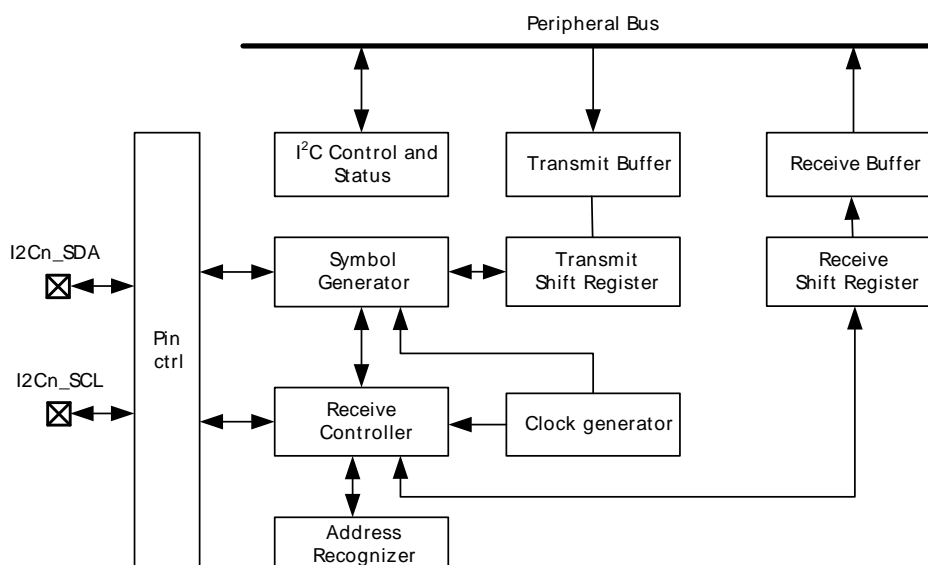 Peripheral Bus
I²C Control and
Status
Transmit Buffer
Receive Buffer
I2Cn_SDA
Symbol
Generator
Transmit
Shift Register
Receive
Shift Register
Pin
ctrl
I2Cn_SCL
Receive
Controller
Clock generator
Address
Recognizer